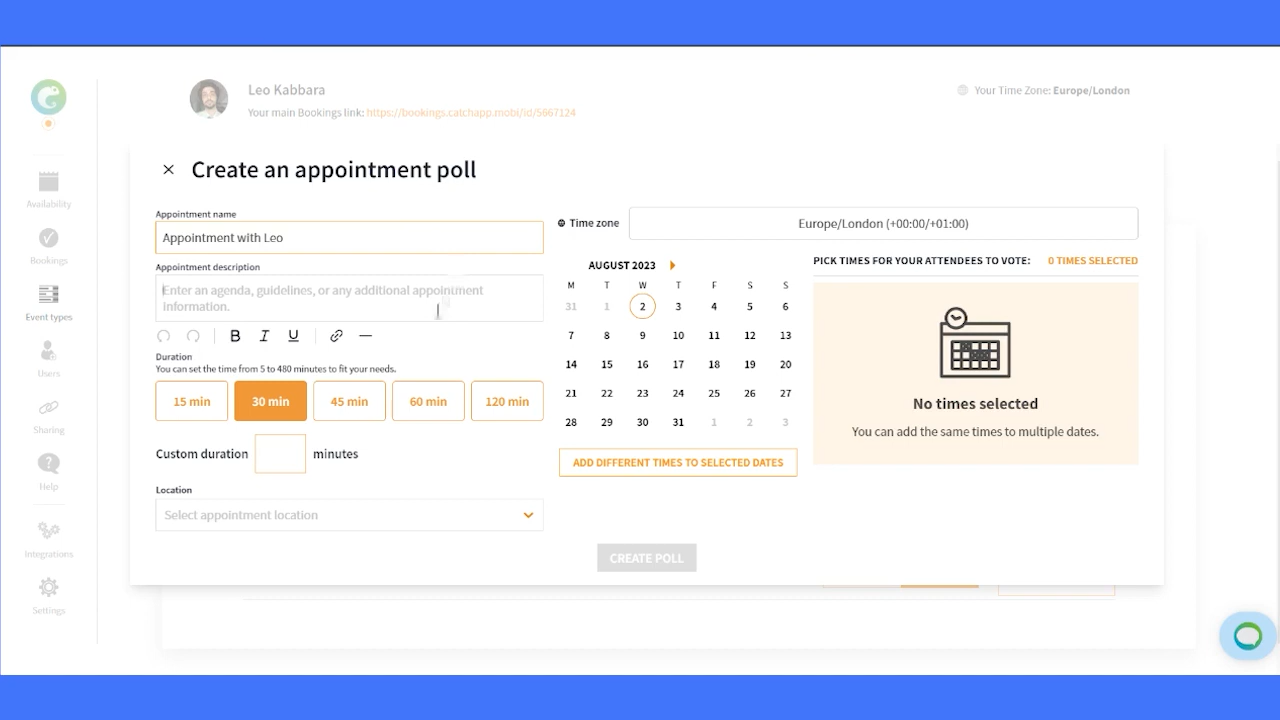 Leo Kabbara
Your main Bookings link: https://bookings.catchapp.mobi/id/5667124
Your Time Zone: Europe/London
Availability
Bookings
Event types
Users
Sharing
Help
Integrations
Settings
Create an appointment poll
Appointment name
Appointment with Leo
Appointment description
Enter an agenda, guidelines, or any additional appointment
information.
B I U
Duration
You can set the time from 5 to 480 minutes to fit your needs.
15 min 30 min 45 min 60 min 120 min
Custom duration minutes
Location
Select appointment location
Time zone Europe/London (+00:00/+01:00)
AUGUST 2023
M T W T F S S
31 1 2 3 4 5 6
7 8 9 10 11 12 13
14 15 16 17 18 19 20
21 22 23 24 25 26 27
28 29 30 31 1 2 3
ADD DIFFERENT TIMES TO SELECTED DATES
PICK TIMES FOR YOUR ATTENDEES TO VOTE: 0 TIMES SELECTED
No times selected
You can add the same times to multiple dates.
CREATE POLL